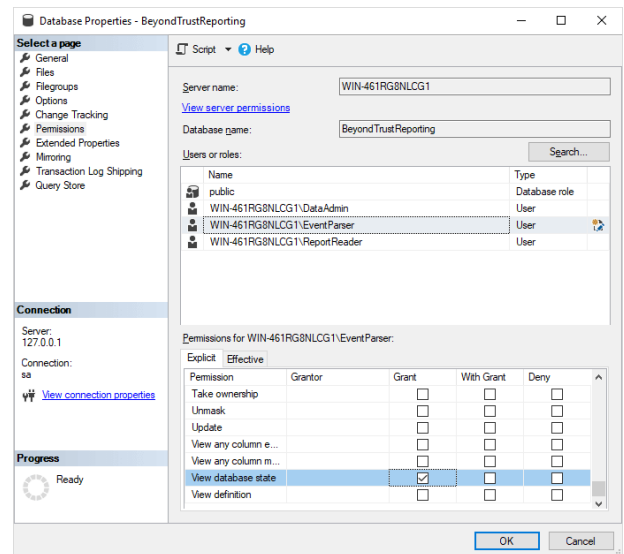 Database Properties - BeyondTrustReporting
Select a page
General
Files
Filegroups
Options
Change Tracking
Permissions
Extended Properties
Mirroring
Transaction Log Shipping
Query Store
Connection
Server:
127.0.0.1
Connection:
sa
View connection properties
Progress
Ready
Script Help
Server name: WIN-461RG8NLCG1
View server permissions
Database name: BeyondTrustReporting
Users or roles: Search...
Name Type
public Database role
WIN-461RG8NLCG1\DataAdmin User
WIN-461RG8NLCG1\EventParser User
WIN-461RG8NLCG1\ReportReader User
Permissions for WIN-461RG8NLCG1\EventParser:
Explicit Effective
Permission Grantor Grant With Grant Deny
Take ownership
Unmask
Update
View any column e...
View any column m...
View database state
View definition
OK Cancel